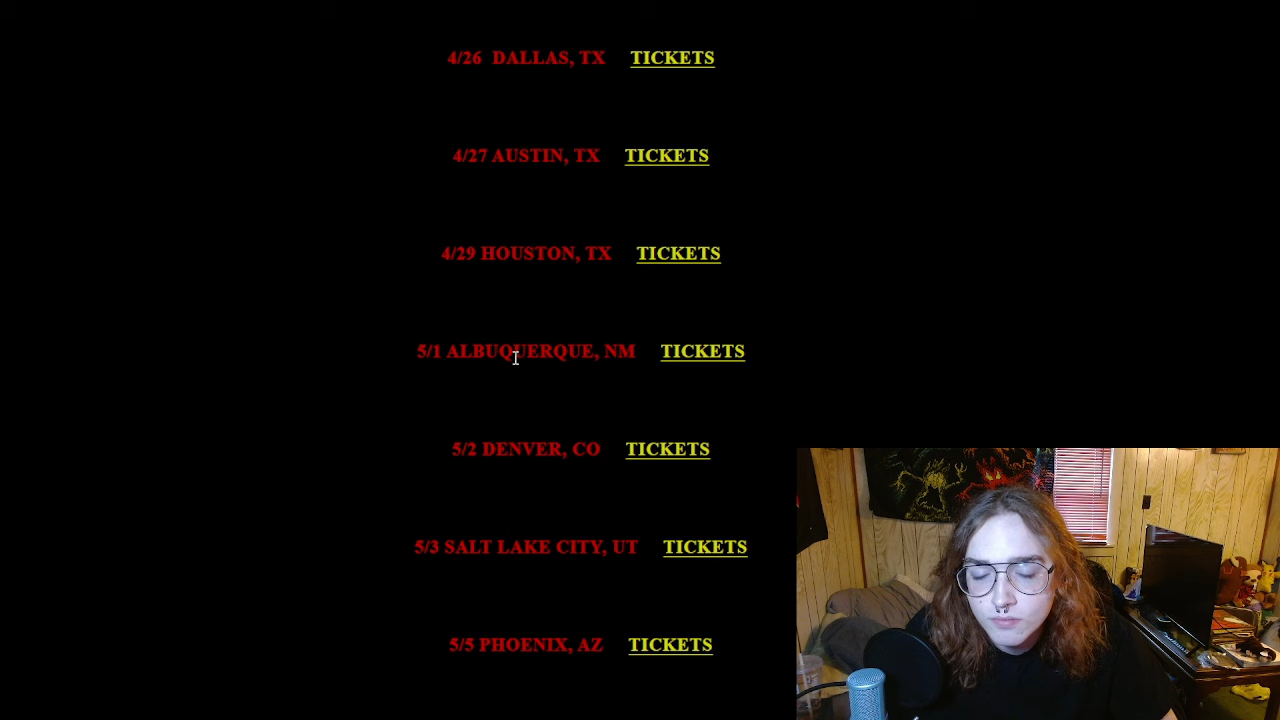 4/26 DALLAS, TX TICKETS
4/27 AUSTIN, TX TICKETS
4/29 HOUSTON, TX TICKETS
5/1 ALBUQUERQUE, NM TICKETS
5/2 DENVER, CO TICKETS
5/3 SALT LAKE CITY, UT TICKETS
5/5 PHOENIX, AZ TICKETS